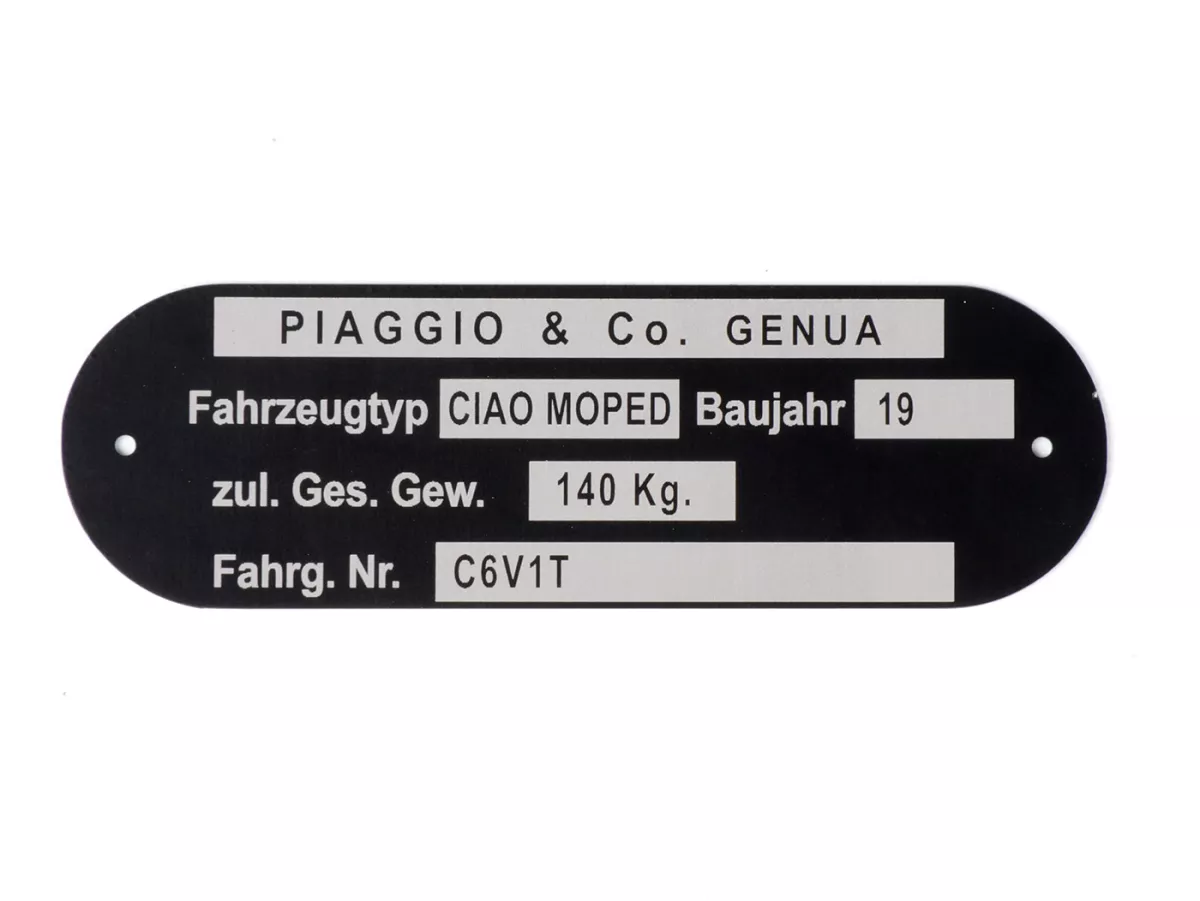 PIAGGIO & Co. GENUA
Fahrzeugtyp CIAO MOPED Baujahr 19
zul. Ges. Gew. 140 Kg.
Fahrg. Nr. C6V1T